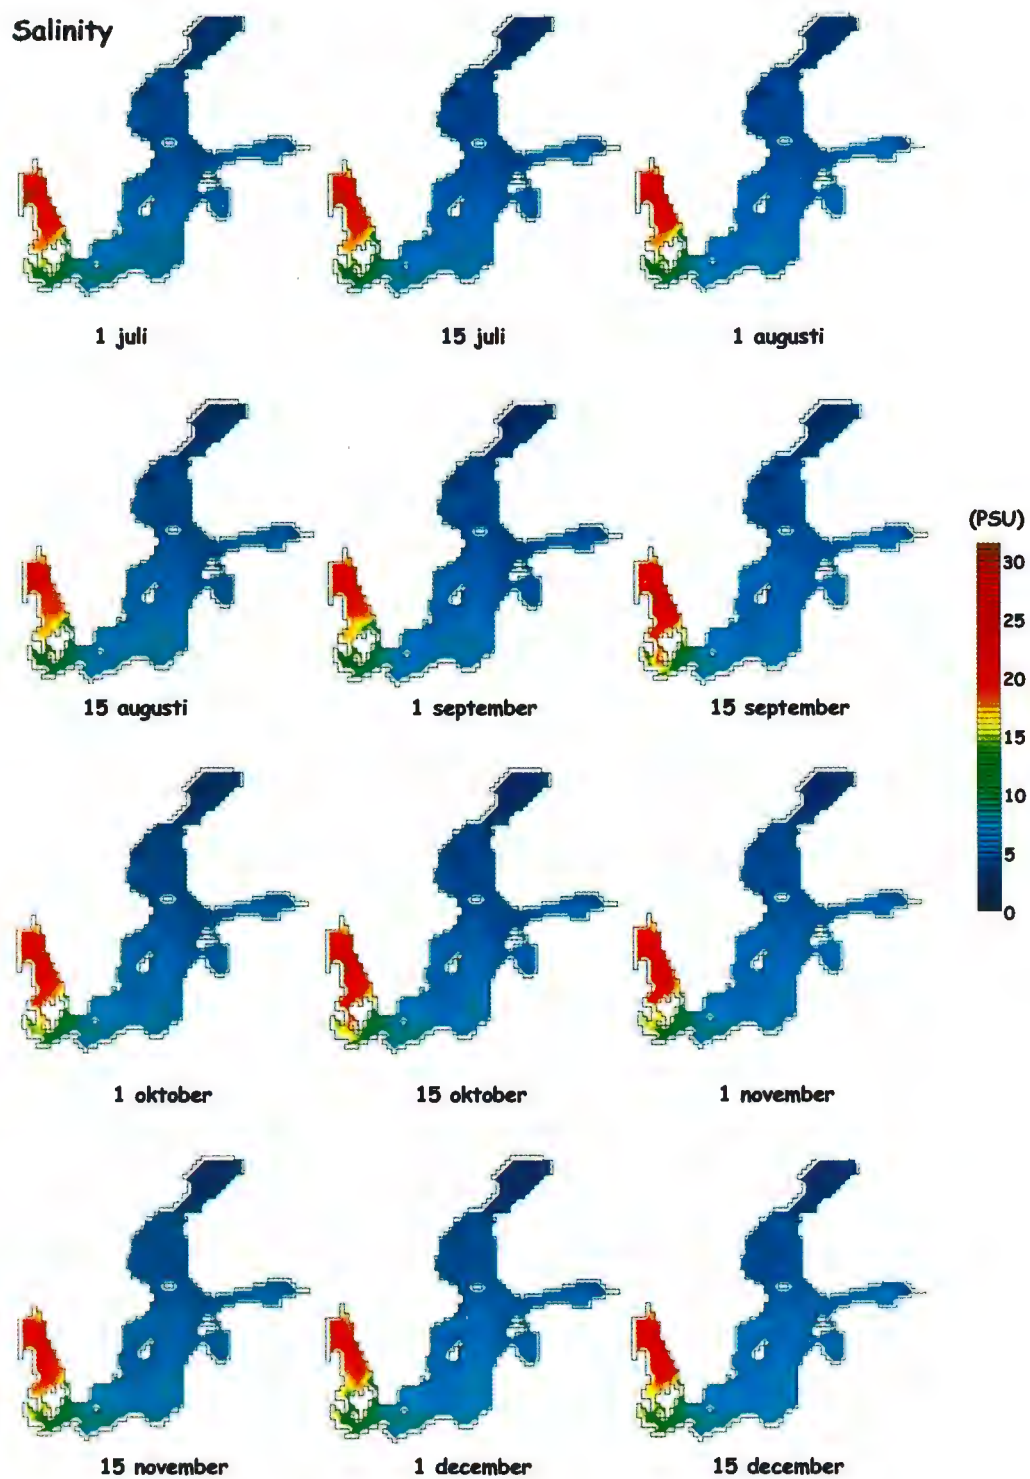 Salinity
1 juli
15 juli
1 augusti
15 augusti
1 september
15 september
(PSU)
30
25
20
15
10
5
0
1 oktober
15 oktober
1 november
15 november
1 december
15 december